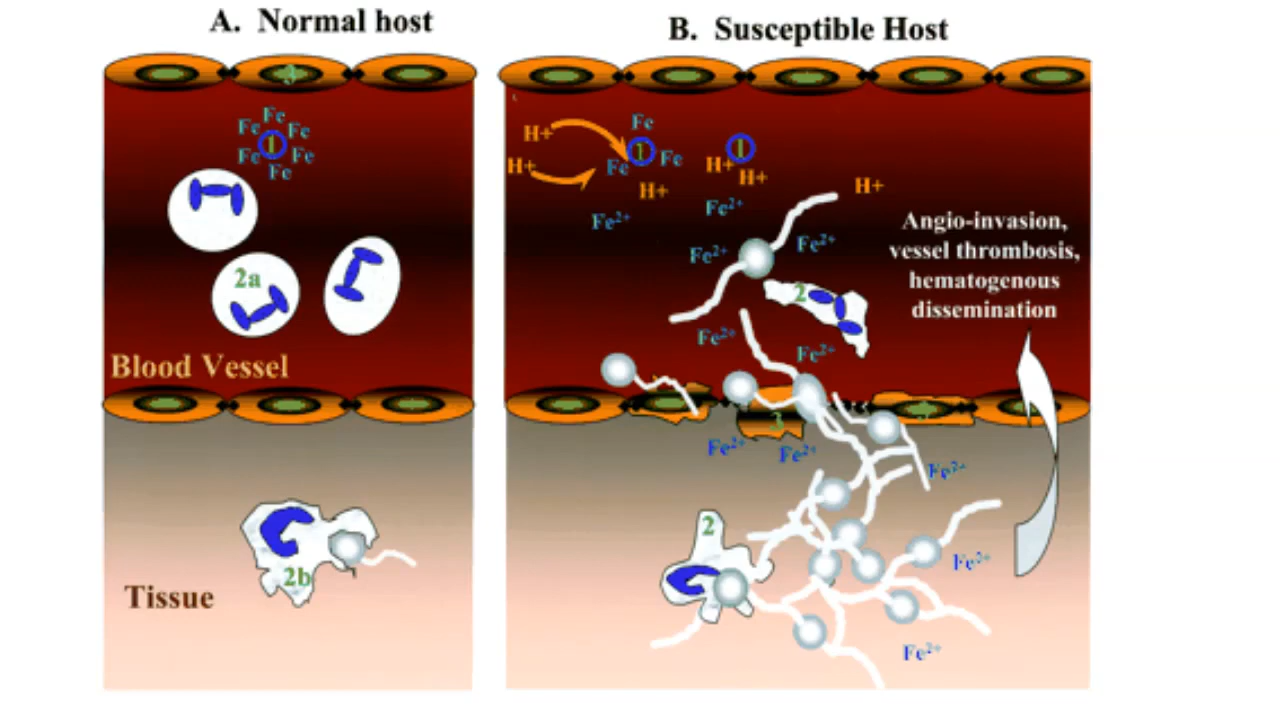 A. Normal host
3
Fe
Fe Fe
1
Fe Fe
Fe
2a
Blood Vessel
2b
Tissue
B. Susceptible Host
Fe
H+
1 1
Fe Fe
H+ H+
H+ H+
H+
Fe2+ Fe2+
Fe2+ Fe2+
2
Fe2+
Fe2+
Angio-invasion,
vessel thrombosis,
hematogenous
dissemination
3
Fe2+ Fe2+
Fe2+
2
Fe2+
Fe2+